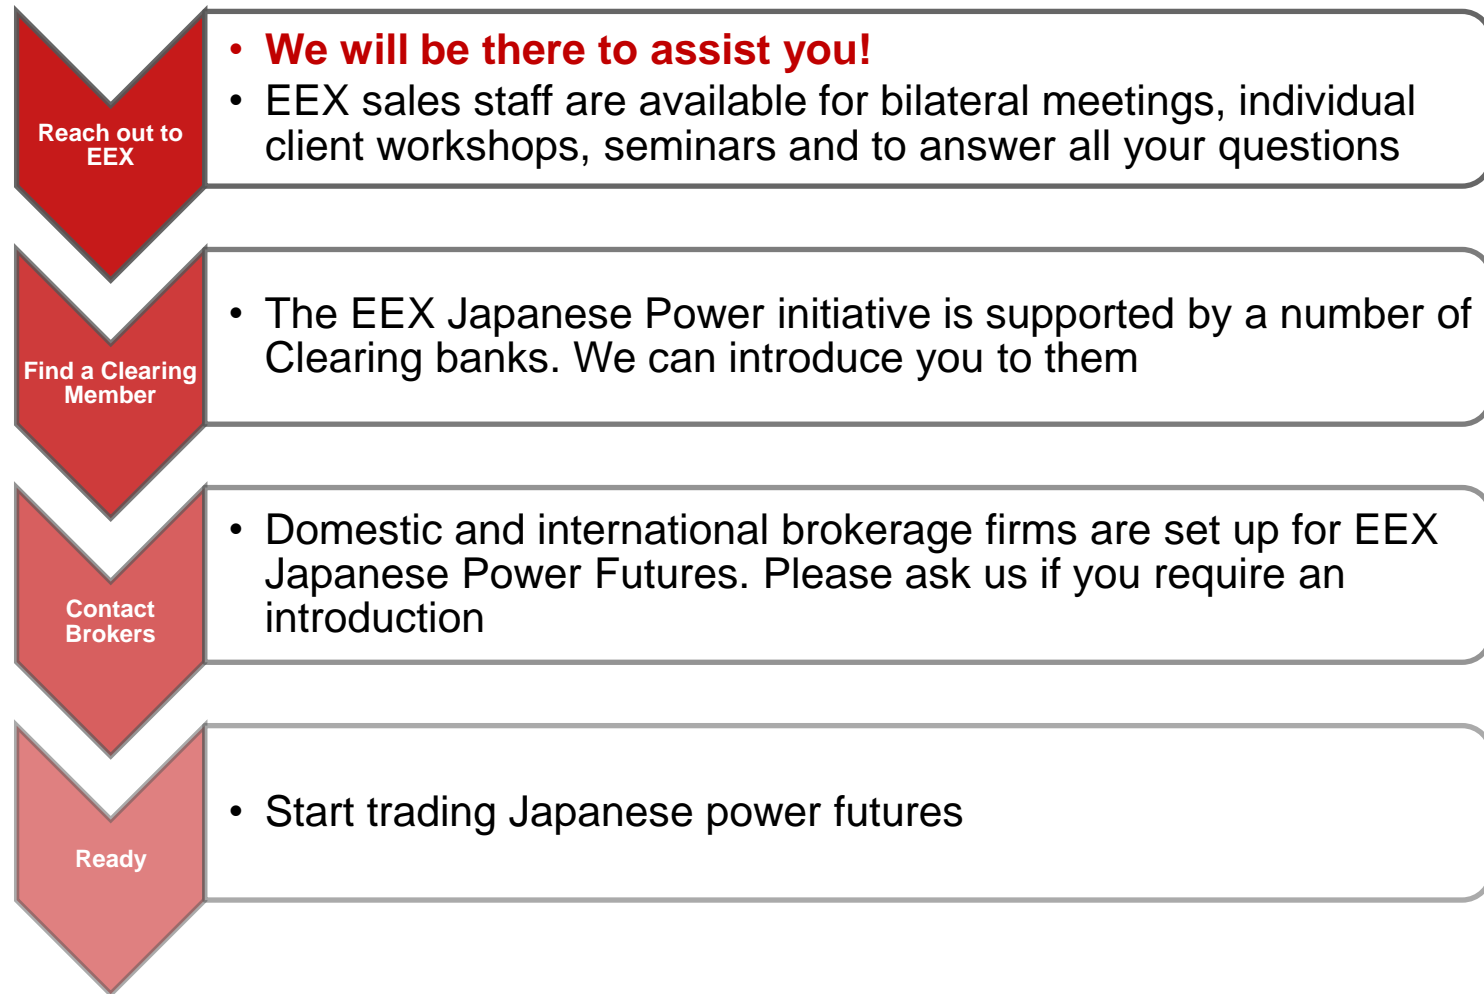 Reach out to
EEX
• We will be there to assist you!
• EEX sales staff are available for bilateral meetings, individual
client workshops, seminars and to answer all your questions
Find a Clearing
Member
• The EEX Japanese Power initiative is supported by a number of
Clearing banks. We can introduce you to them
Contact
Brokers
• Domestic and international brokerage firms are set up for EEX
Japanese Power Futures. Please ask us if you require an
introduction
Ready
• Start trading Japanese power futures